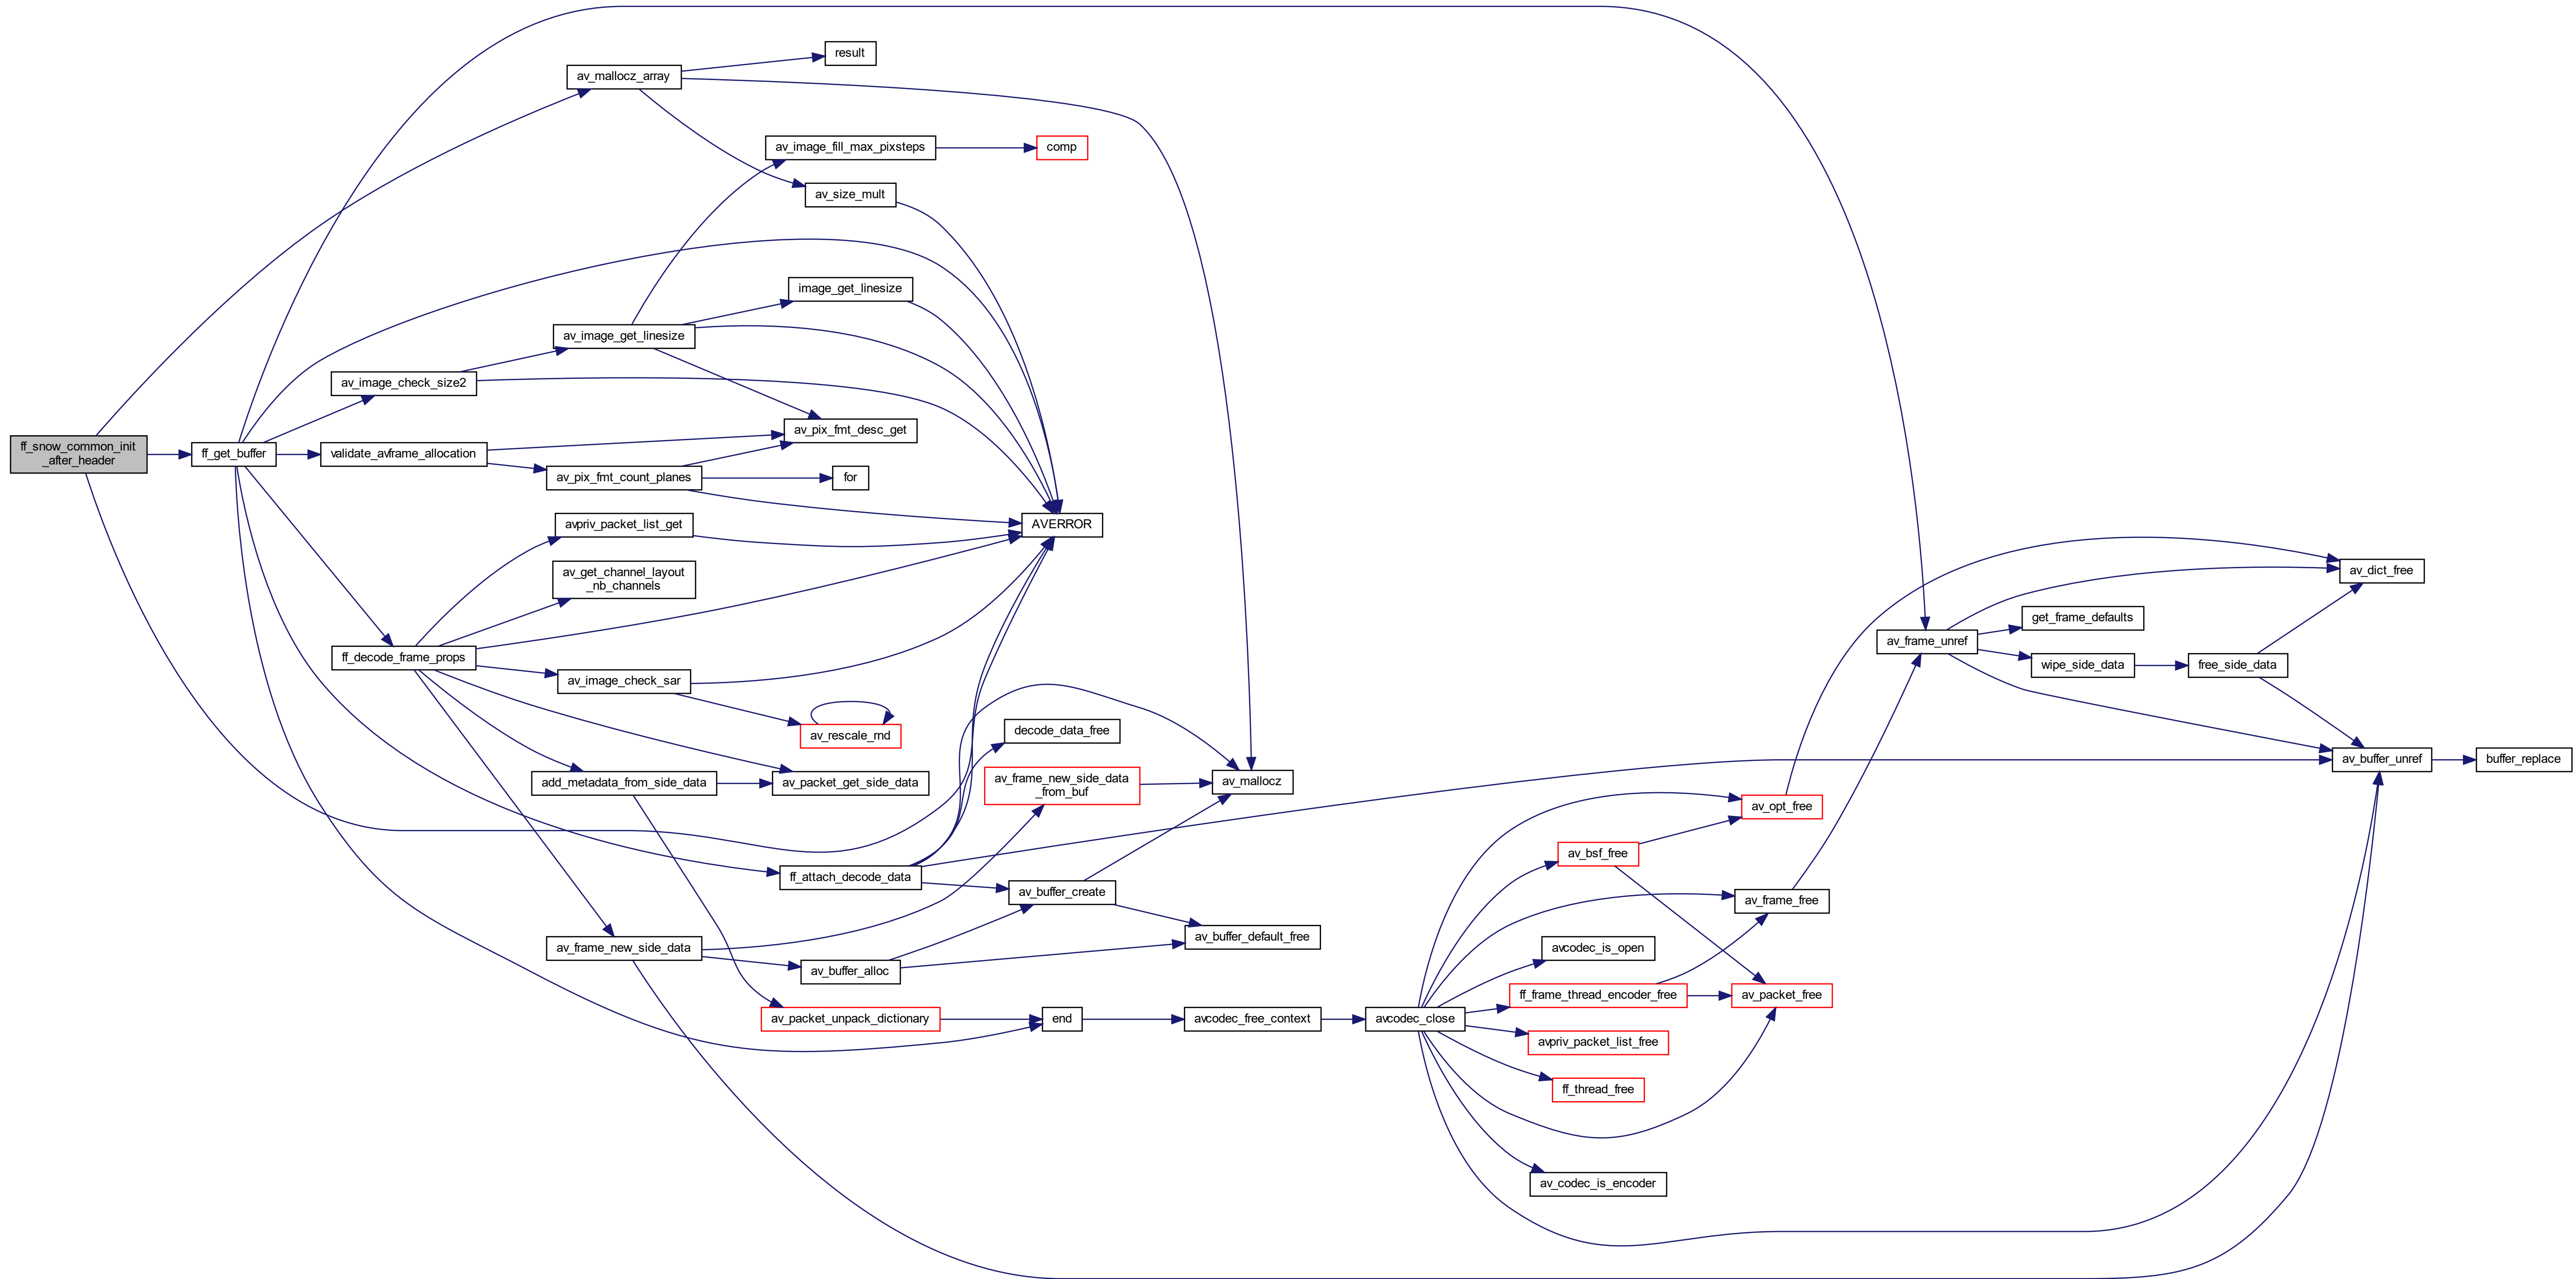 result
av_mallocz_array
av_image_fill_max_pixsteps
comp
av_size_mult
image_get_linesize
av_image_get_linesize
av_image_check_size2
av_pix_fmt_desc_get
ff_snow_common_init
_after_header
ff_get_buffer
validate_avframe_allocation
av_pix_fmt_count_planes
for
avpriv_packet_list_get
AVERROR
av_get_channel_layout
_nb_channels
av_dict_free
get_frame_defaults
av_frame_unref
ff_decode_frame_props
wipe_side_data
free_side_data
av_image_check_sar
decode_data_free
av_rescale_rnd
av_buffer_unref
buffer_replace
add_metadata_from_side_data
av_packet_get_side_data
av_frame_new_side_data
_from_buf
av_mallocz
av_opt_free
av_bsf_free
ff_attach_decode_data
av_buffer_create
av_frame_free
av_buffer_default_free
av_frame_new_side_data
avcodec_is_open
av_buffer_alloc
ff_frame_thread_encoder_free
av_packet_free
av_packet_unpack_dictionary
end
avcodec_free_context
avcodec_close
avpriv_packet_list_free
ff_thread_free
av_codec_is_encoder